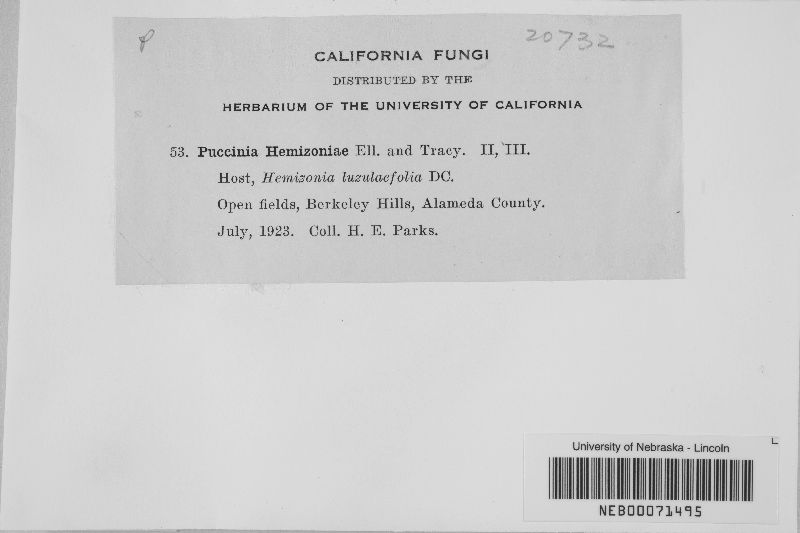 20732
CALIFORNIA FUNGI
DISTRIBUTED BY THE
HERBARIUM OF THE UNIVERSITY OF CALIFORNIA
53. Puccinia Hemizoniae Ell. and Tracy. II, III.
Host, Hemizonia luzulaefolia DC.
Open fields, Berkeley Hills, Alameda County.
July, 1923. Coll. H. E. Parks.
University of Nebraska - Lincoln
NEB00071495